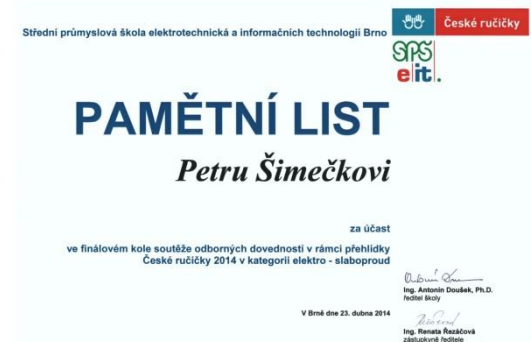 Střední průmyslová škola elektrotechnická a informačních technologií Brno
České ručičky
SPŠ
e it.
PAMĚTNÍ LIST
Petru Šimečkovi
za účast
ve finálovém kole soutěže odborných dovedností v rámci přehlídky
České ručičky 2014 v kategorii elektro - slaboproud
Ing. Antonín Doušek, Ph.D.
ředitel školy
V Brně dne 23. dubna 2014
Ing. Renata Řezáčová
zástupkyně ředitele